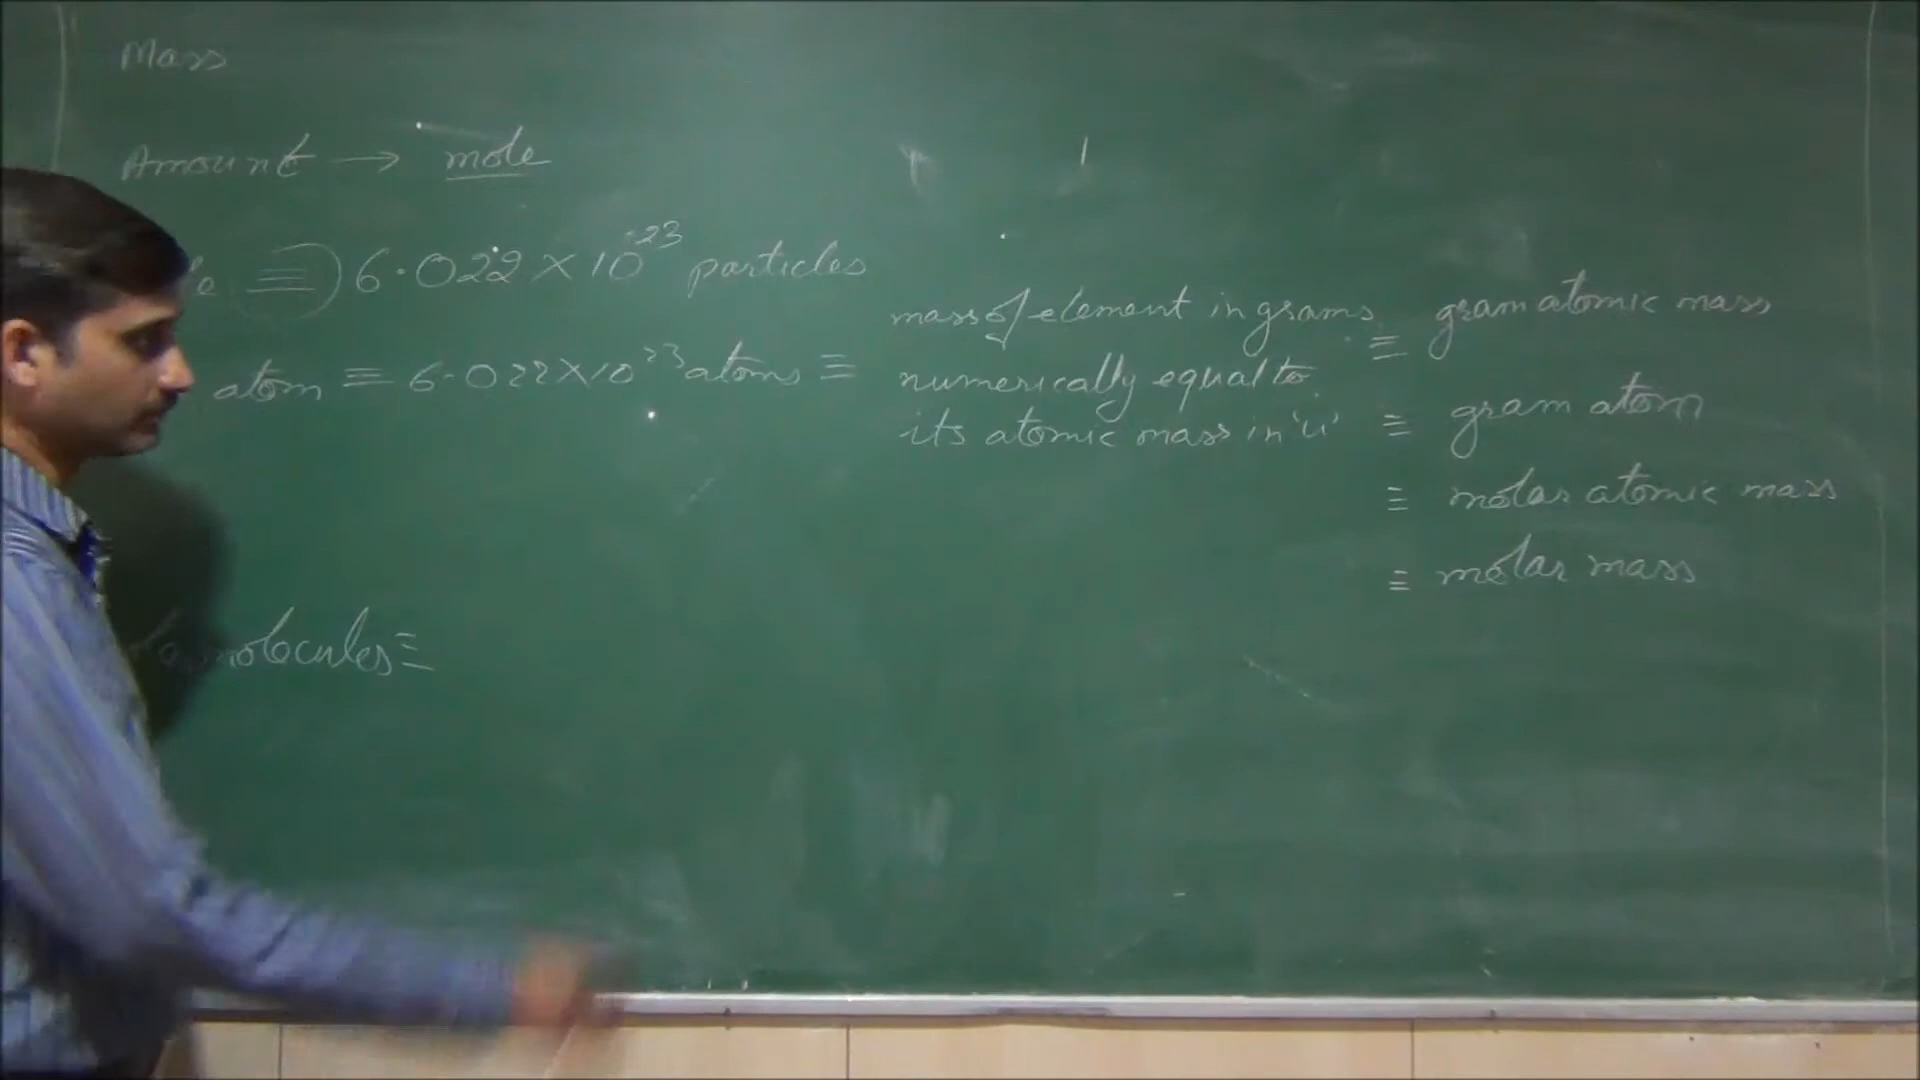 Mass
Amount → mole
≡ 6.022 × 10²³ particles
atom ≡ 6.022 × 10²³ atoms ≡
mass of element in grams
numerically equal to
its atomic mass in 'u'
≡ gram atomic mass
≡ gram atom
≡ molar atomic mass
≡ molar mass
molecules ≡